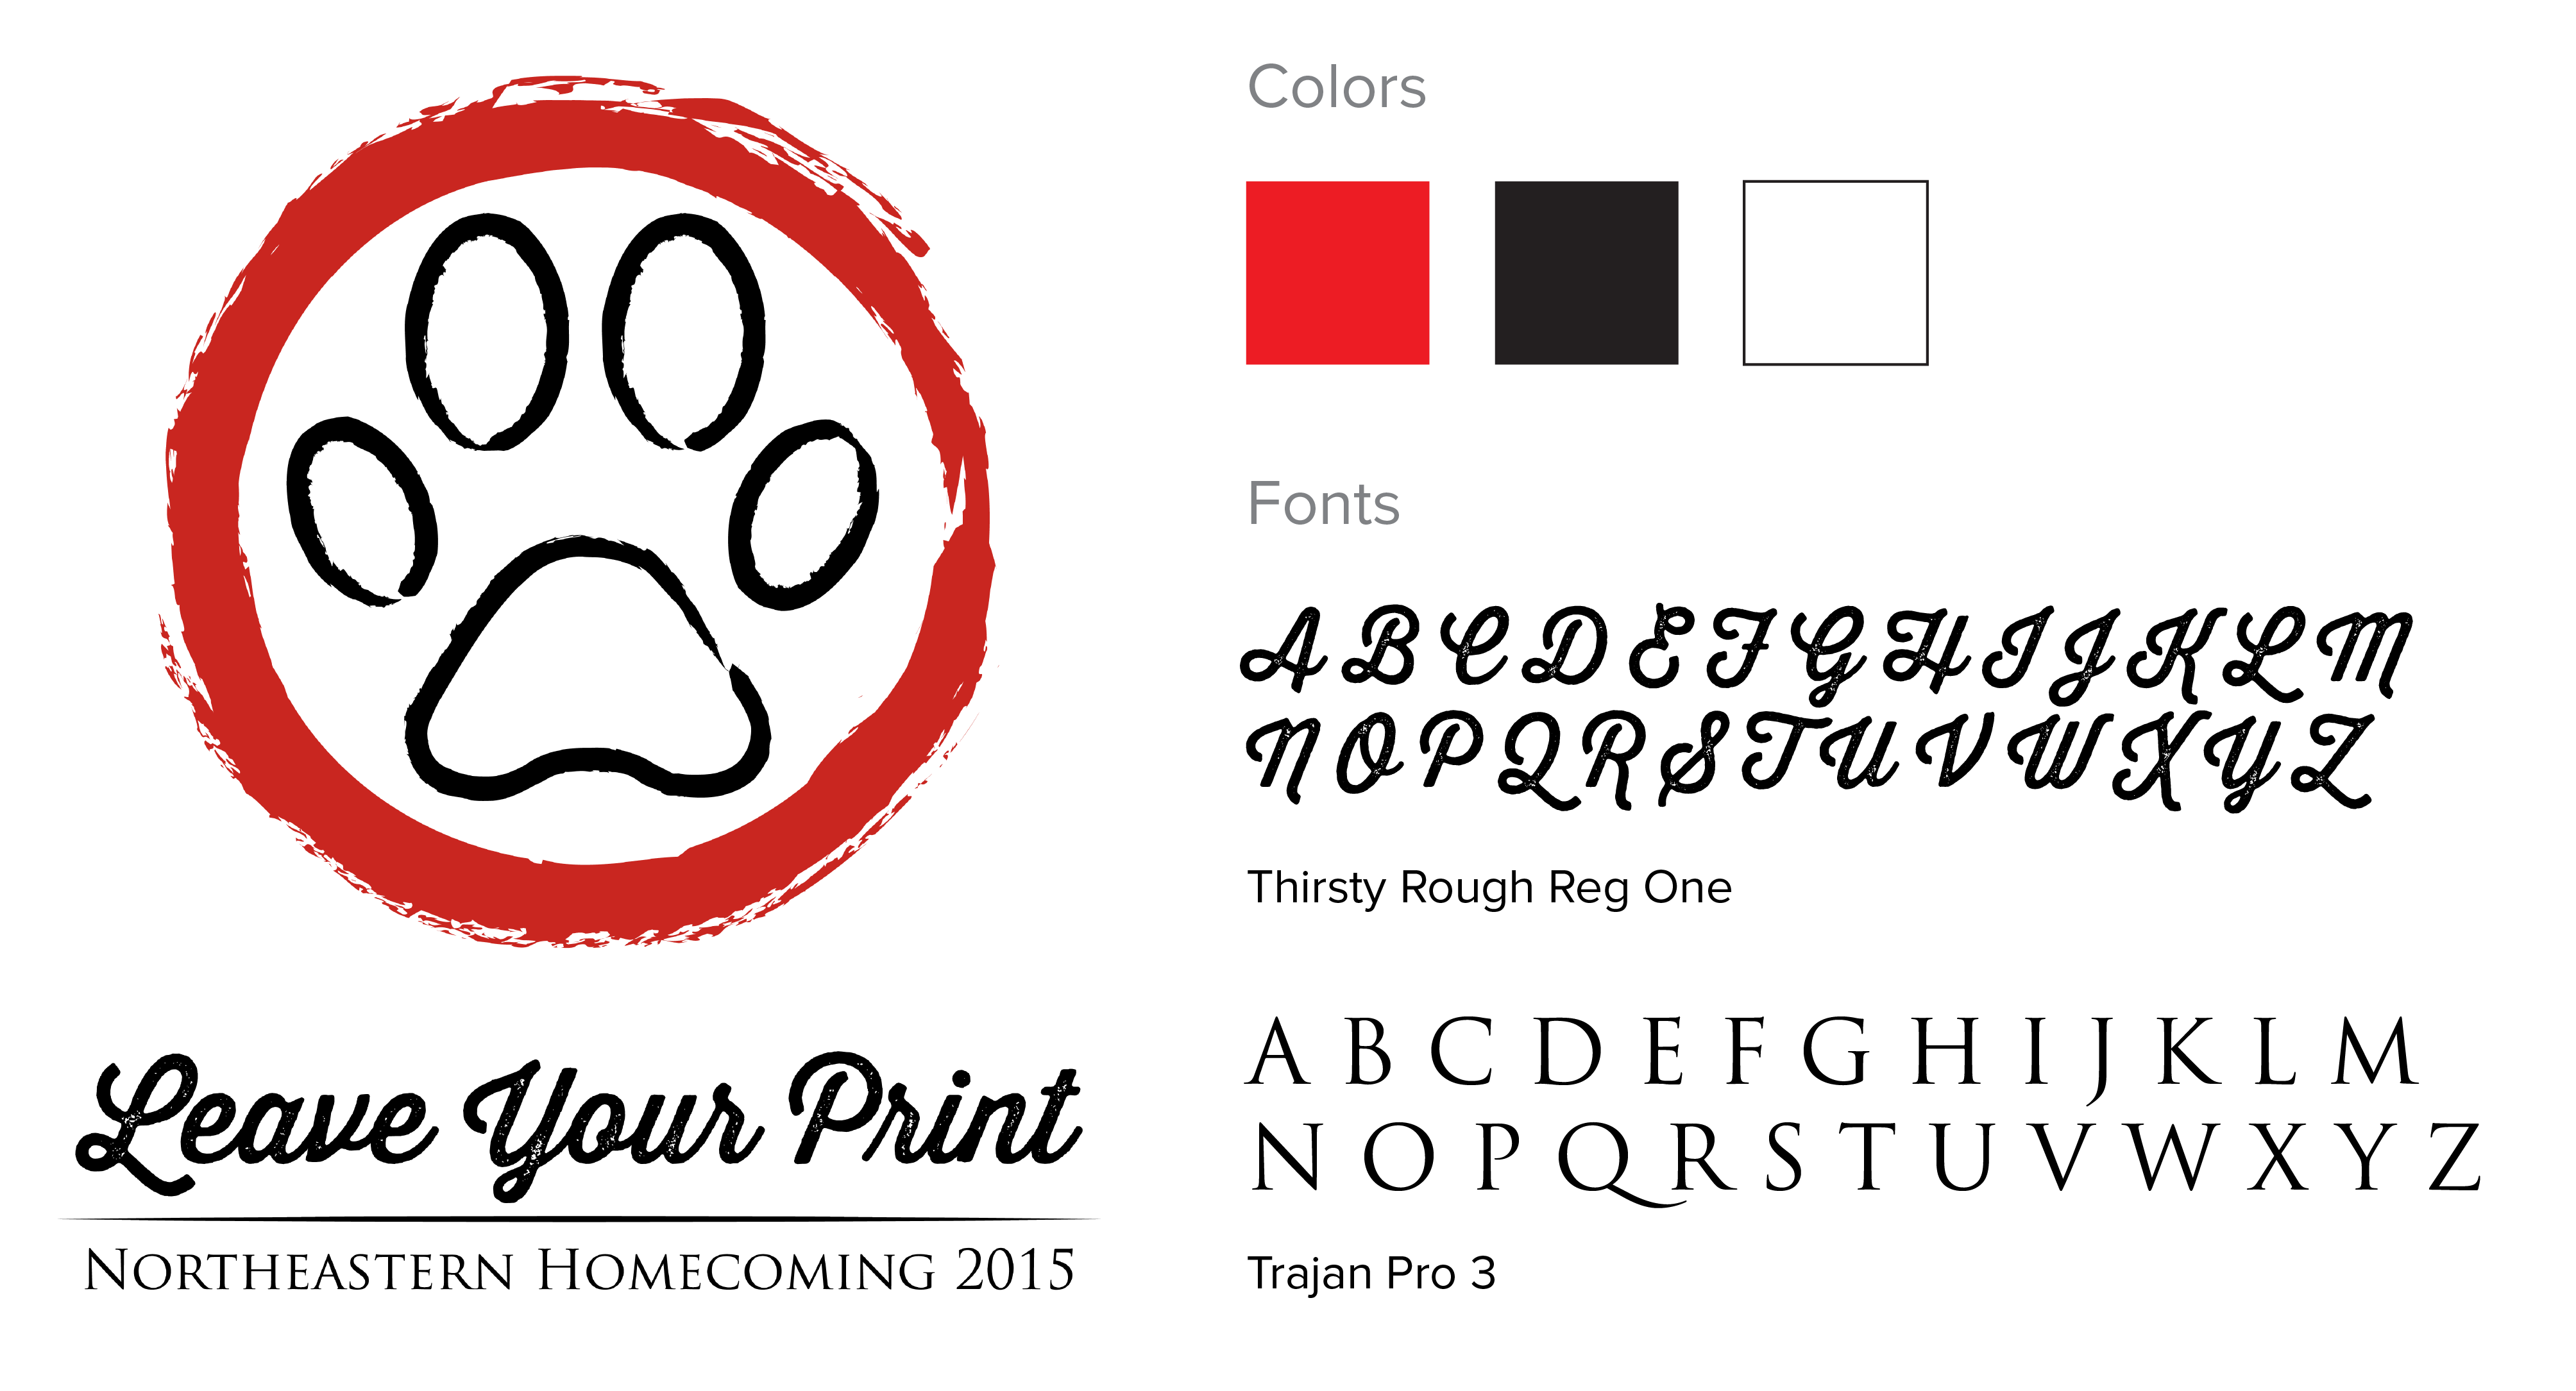 Leave Your Print
Northeastern Homecoming 2015
Colors
Fonts
A B C D E F G H I J K L M
N O P Q R S T U V W X Y Z
Thirsty Rough Reg One
A B C D E F G H I J K L M
N O P Q R S T U V W X Y Z
Trajan Pro 3